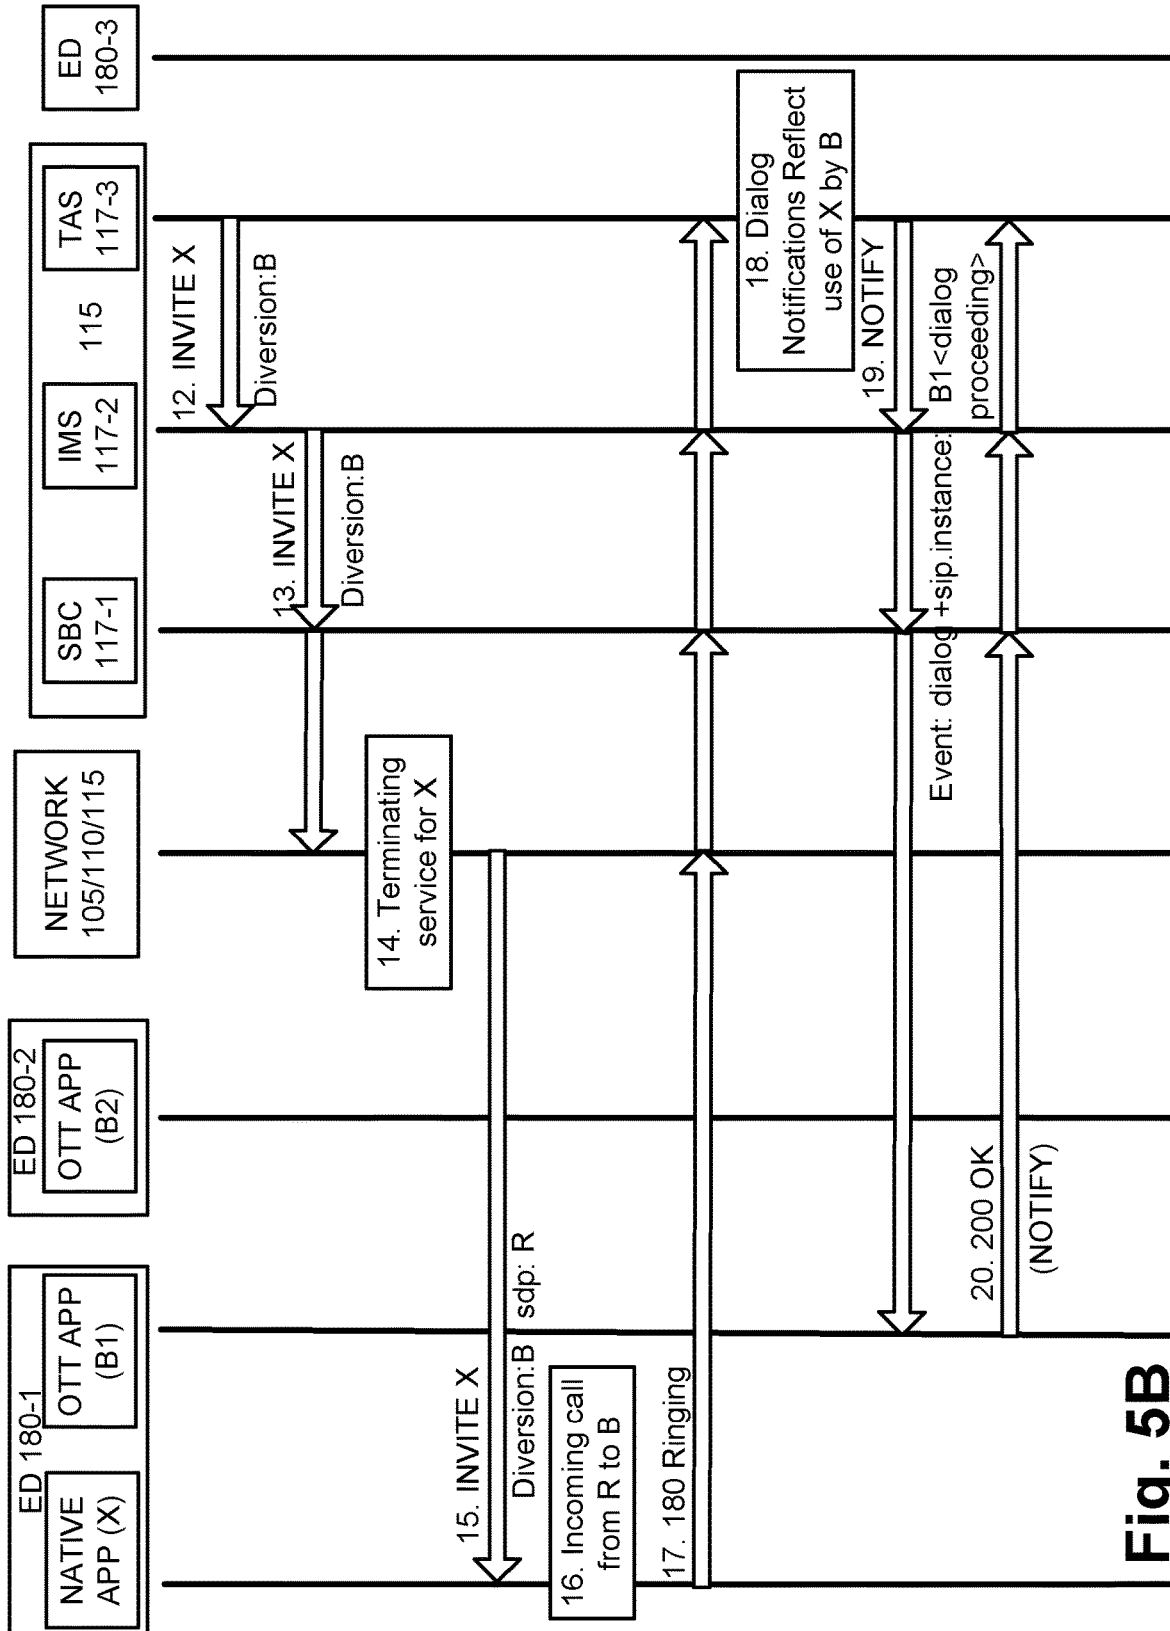 ED 180-1
NATIVE
APP (X)
OTT APP
(B1)
ED 180-2
OTT APP
(B2)
NETWORK
105/110/115
SBC
117-1
IMS
117-2
115
TAS
117-3
ED
180-3
12. INVITE X
Diversion:B
13. INVITE X
Diversion:B
14. Terminating
service for X
15. INVITE X
Diversion:B sdp: R
16. Incoming call
from R to B
17. 180 Ringing
18. Dialog
Notifications Reflect
use of X by B
19. NOTIFY
Event: dialog +sip.instance:
B1<dialog
proceeding>
20. 200 OK
(NOTIFY)
Fig. 5B